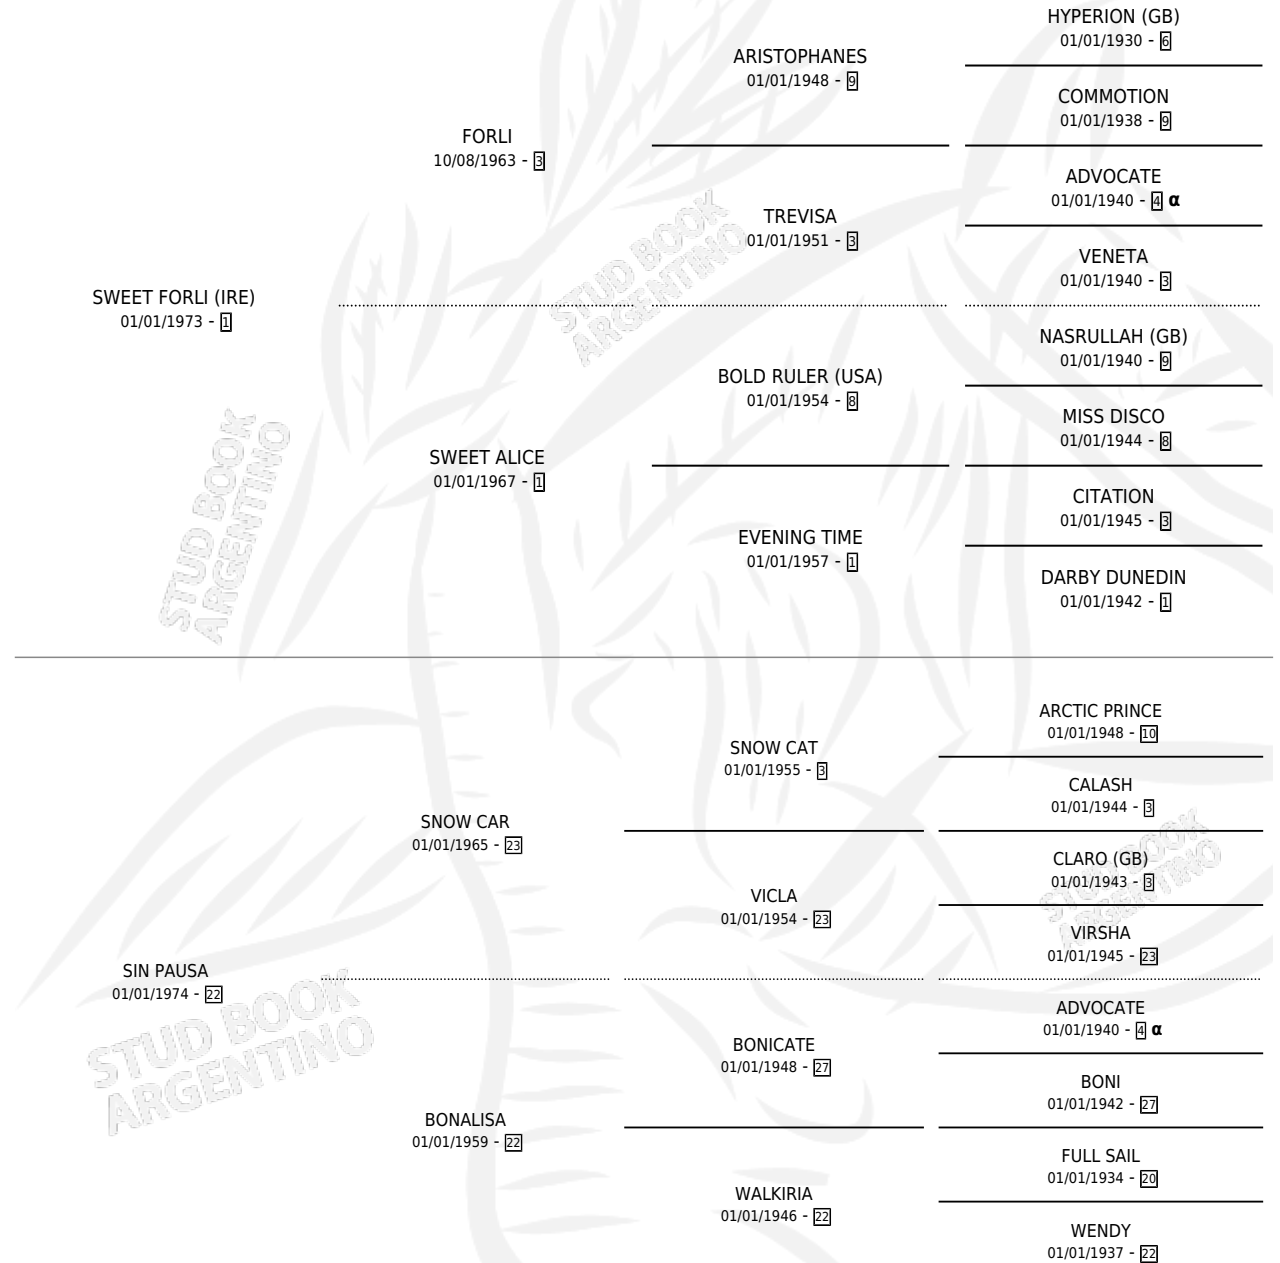 HYPERION (GB)
01/01/1930 - 6
ARISTOPHANES
01/01/1948 - 9
COMMOTION
01/01/1938 - 9
FORLI
10/08/1963 - 3
ADVOCATE
01/01/1940 - 4 α
TREVISA
01/01/1951 - 3
VENETA
01/01/1940 - 3
SWEET FORLI (IRE)
01/01/1973 - 1
NASRULLAH (GB)
01/01/1940 - 9
BOLD RULER (USA)
01/01/1954 - 8
MISS DISCO
01/01/1944 - 8
SWEET ALICE
01/01/1967 - 1
CITATION
01/01/1945 - 3
EVENING TIME
01/01/1957 - 1
DARBY DUNEDIN
01/01/1942 - 1
ARCTIC PRINCE
01/01/1948 - 10
SNOW CAT
01/01/1955 - 3
CALASH
01/01/1944 - 3
SNOW CAR
01/01/1965 - 23
CLARO (GB)
01/01/1943 - 3
VICLA
01/01/1954 - 23
VIRSHA
01/01/1945 - 23
SIN PAUSA
01/01/1974 - 22
ADVOCATE
01/01/1940 - 4 α
BONICATE
01/01/1948 - 27
BONI
01/01/1942 - 27
BONALISA
01/01/1959 - 22
FULL SAIL
01/01/1934 - 20
WALKIRIA
01/01/1946 - 22
WENDY
01/01/1937 - 22
STUD BOOK
ARGENTINO
STUD BOOK
ARGENTINO
STUD BOOK
ARGENTINO
STUD BOOK
ARGENTINO